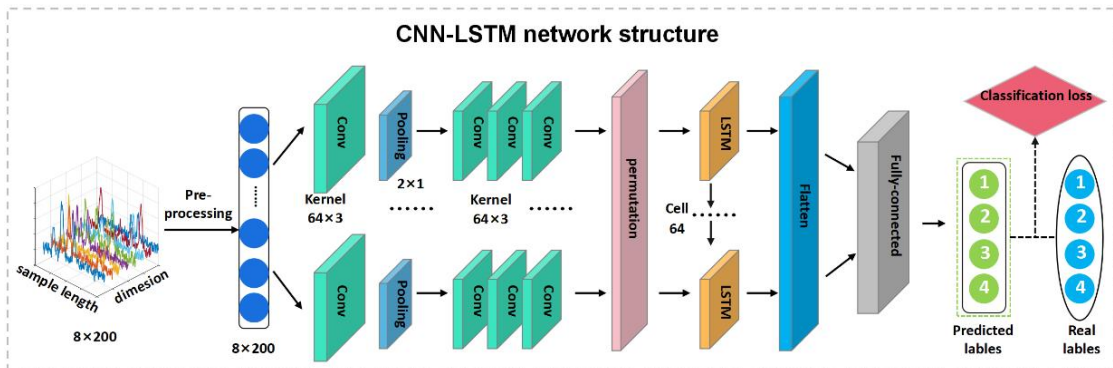 CNN-LSTM network structure
sample length
dimesion
8×200
Pre-
processing
8×200
Conv
Kernel
64×3
Pooling
2×1
Conv
Conv
Conv
Kernel
64×3
Conv
Pooling
Conv
Conv
Conv
permutation
LSTM
Cell
64
LSTM
Flatten
Fully-connected
Classification loss
1
2
3
4
Predicted
lables
1
2
3
4
Real
lables